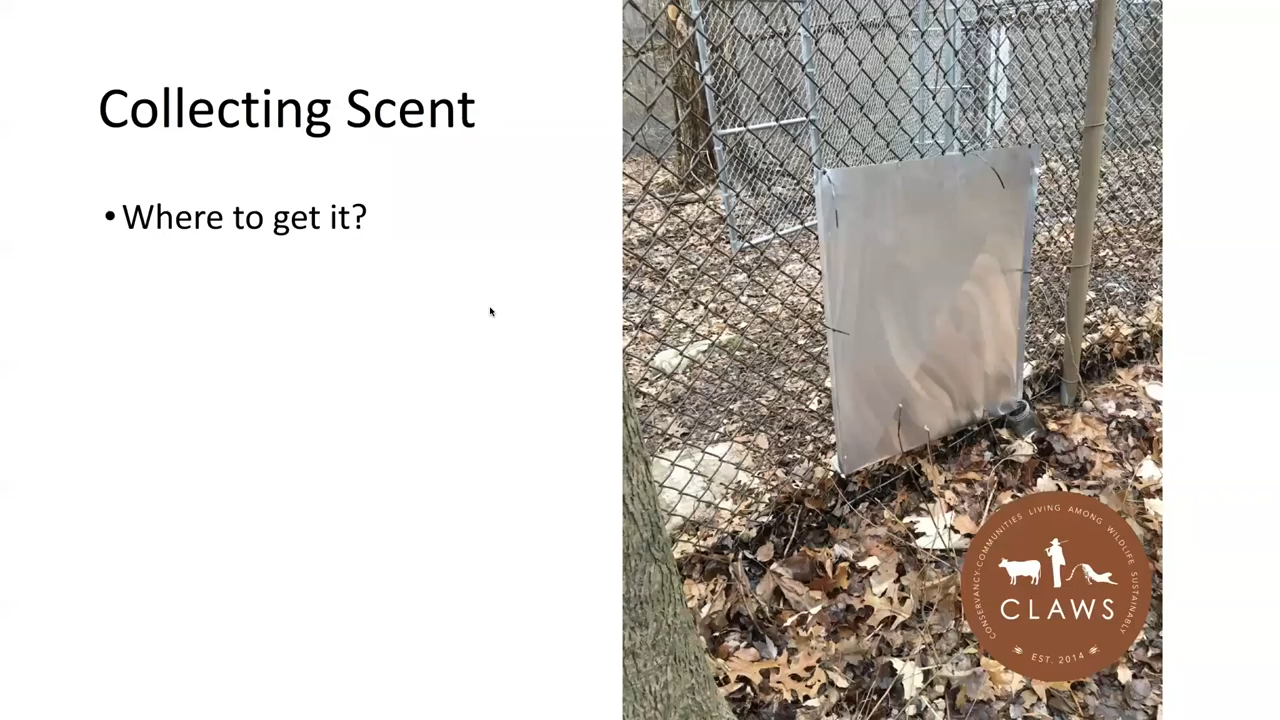 Collecting Scent
• Where to get it?
CONSERVANCY-COMMUNITIES LIVING AMONG WILDLIFE SUSTAINABLY
CLAWS
EST. 2014